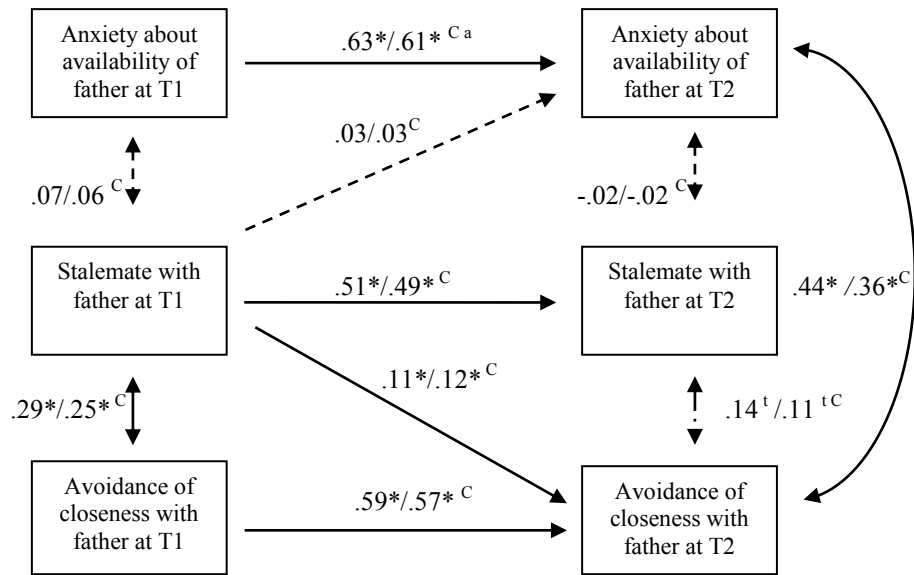 Anxiety about
availability of
father at T1
.63*/.61* C a
Anxiety about
availability of
father at T2
.03/.03C
.07/.06 C
-.02/-.02 C
Stalemate with
father at T1
.51*/.49* C
Stalemate with
father at T2
.44* /.36*C
.11*/.12* C
.29*/.25* C
.14 t /.11 t C
Avoidance of
closeness with
father at T1
.59*/.57* C
Avoidance of
closeness with
father at T2